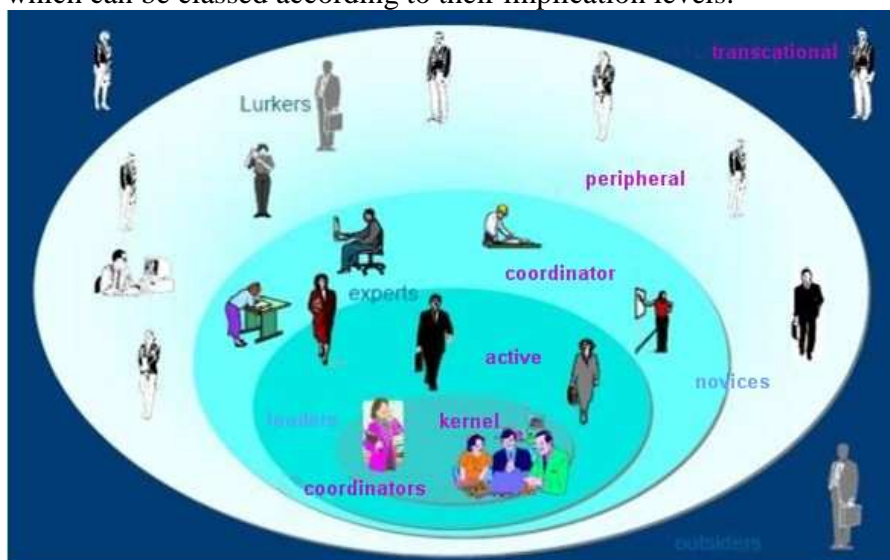 which can be classed according to their implication levels.
transcational
Lurkers
peripheral
coordinator
experts
active
novices
leaders
kernel
coordinators
outsiders